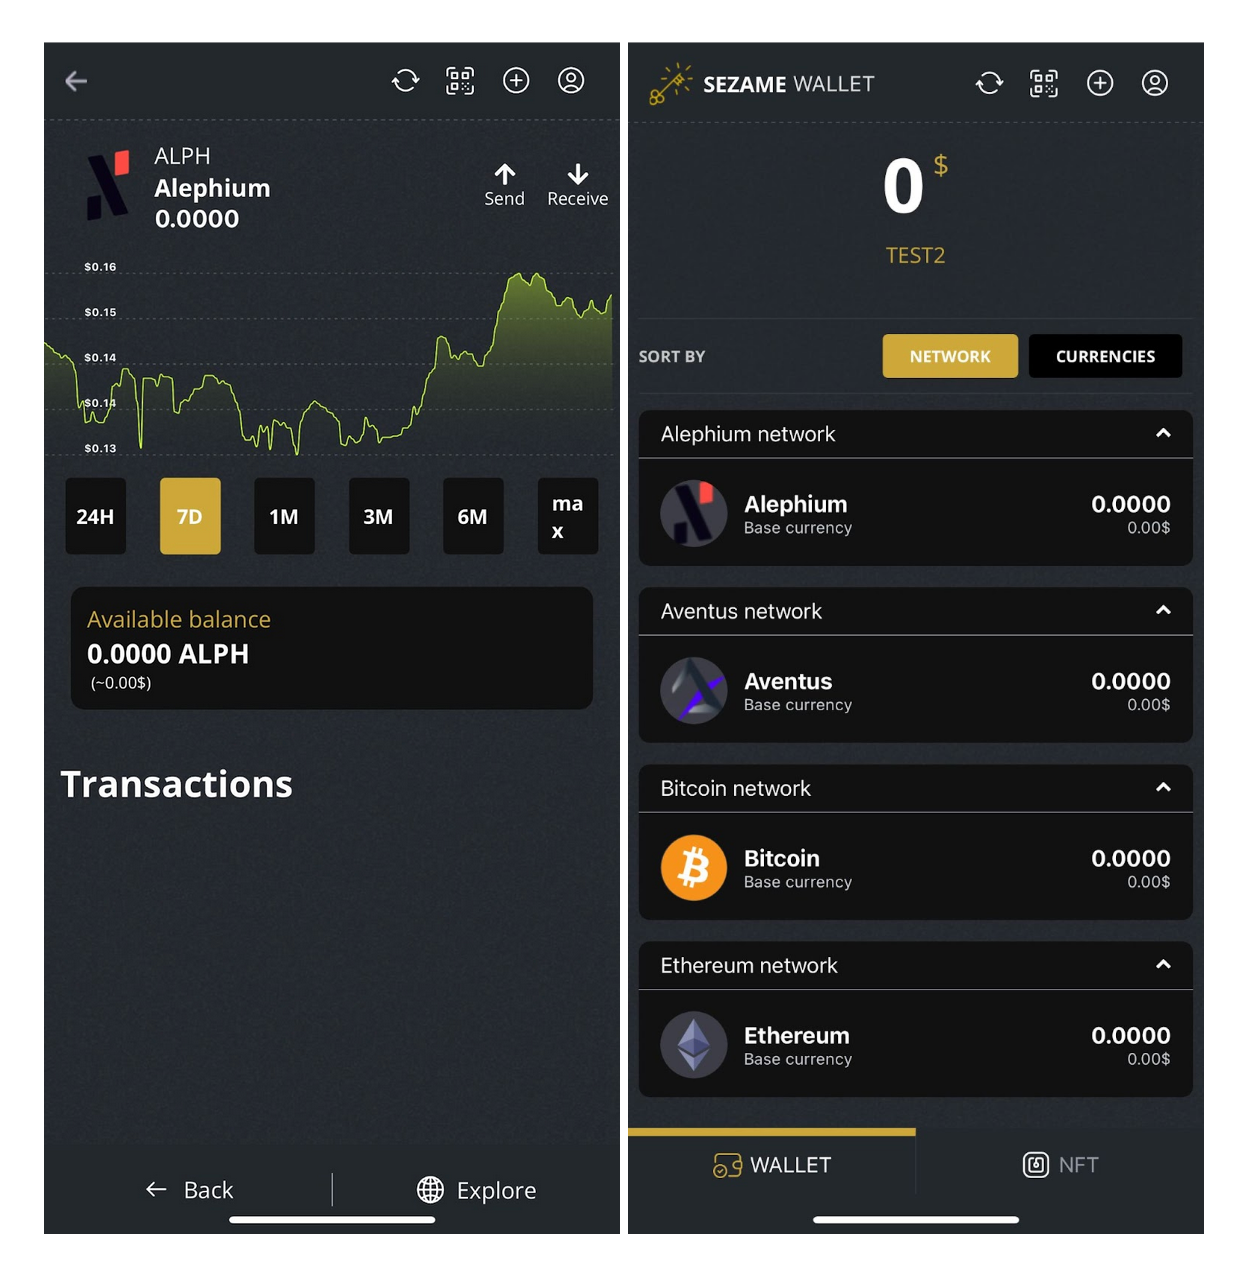 ALPH
Alephium
0.0000
Send
Receive
$0.16
$0.15
$0.14
$0.14
$0.13
24H
7D
1M
3M
6M
ma
x
Available balance
0.0000 ALPH
(~0.00$)
Transactions
Back
Explore
SEZAME WALLET
0 $
TEST2
SORT BY
NETWORK
CURRENCIES
Alephium network
Alephium
0.0000
Base currency
0.00$
Aventus network
Aventus
0.0000
Base currency
0.00$
Bitcoin network
Bitcoin
0.0000
Base currency
0.00$
Ethereum network
Ethereum
0.0000
Base currency
0.00$
WALLET
NFT